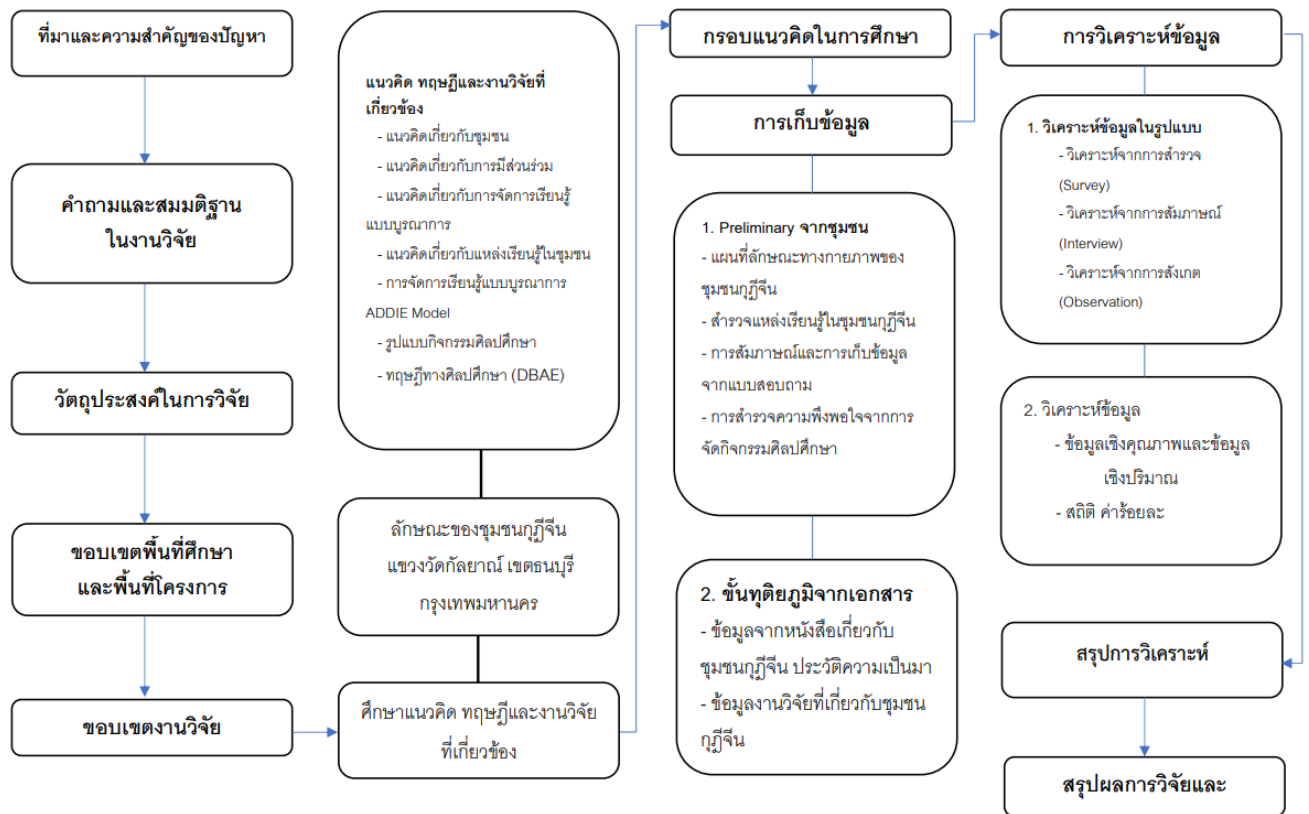 ที่มาและความสำคัญของปัญหา
คำถามและสมมติฐาน
ในงานวิจัย
วัตถุประสงค์ในการวิจัย
ขอบเขตพื้นที่ศึกษา
และพื้นที่โครงการ
ขอบเขตงานวิจัย
แนวคิด ทฤษฎีและงานวิจัยที่
เกี่ยวข้อง
- แนวคิดเกี่ยวกับชุมชน
- แนวคิดเกี่ยวกับการมีส่วนร่วม
- แนวคิดเกี่ยวกับการจัดการเรียนรู้
แบบบูรณาการ
- แนวคิดเกี่ยวกับแหล่งเรียนรู้ในชุมชน
- การจัดการเรียนรู้แบบบูรณาการ
ADDIE Model
- รูปแบบกิจกรรมศิลปศึกษา
- ทฤษฎีทางศิลปศึกษา (DBAE)
ลักษณะของชุมชนกุฎีจีน
แขวงวัดกัลยาณ์ เขตธนบุรี
กรุงเทพมหานคร
ศึกษาแนวคิด ทฤษฎีและงานวิจัย
ที่เกี่ยวข้อง
กรอบแนวคิดในการศึกษา
การเก็บข้อมูล
1. Preliminary จากชุมชน
- แผนที่ลักษณะทางกายภาพของ
ชุมชนกุฎีจีน
- สำรวจแหล่งเรียนรู้ในชุมชนกุฎีจีน
- การสัมภาษณ์และการเก็บข้อมูล
จากแบบสอบถาม
- การสำรวจความพึงพอใจจากการ
จัดกิจกรรมศิลปศึกษา
2. ขั้นทุติยภูมิจากเอกสาร
- ข้อมูลจากหนังสือเกี่ยวกับ
ชุมชนกุฎีจีน ประวัติความเป็นมา
- ข้อมูลงานวิจัยที่เกี่ยวกับชุมชน
กุฎีจีน
การวิเคราะห์ข้อมูล
1. วิเคราะห์ข้อมูลในรูปแบบ
- วิเคราะห์จากการสำรวจ
(Survey)
- วิเคราะห์จากการสัมภาษณ์
(Interview)
- วิเคราะห์จากการสังเกต
(Observation)
2. วิเคราะห์ข้อมูล
- ข้อมูลเชิงคุณภาพและข้อมูล
เชิงปริมาณ
- สถิติ ค่าร้อยละ
สรุปการวิเคราะห์
สรุปผลการวิจัยและ